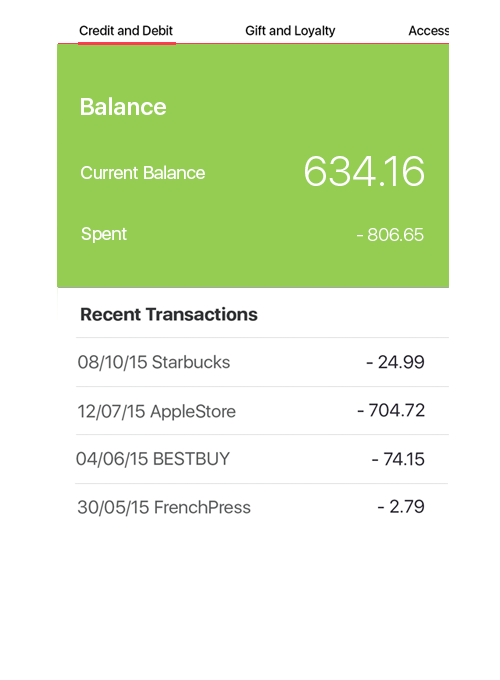 Credit and Debit Gift and Loyalty Access
Balance
Current Balance 634.16
Spent - 806.65
Recent Transactions
08/10/15 Starbucks - 24.99
12/07/15 AppleStore - 704.72
04/06/15 BESTBUY - 74.15
30/05/15 FrenchPress - 2.79